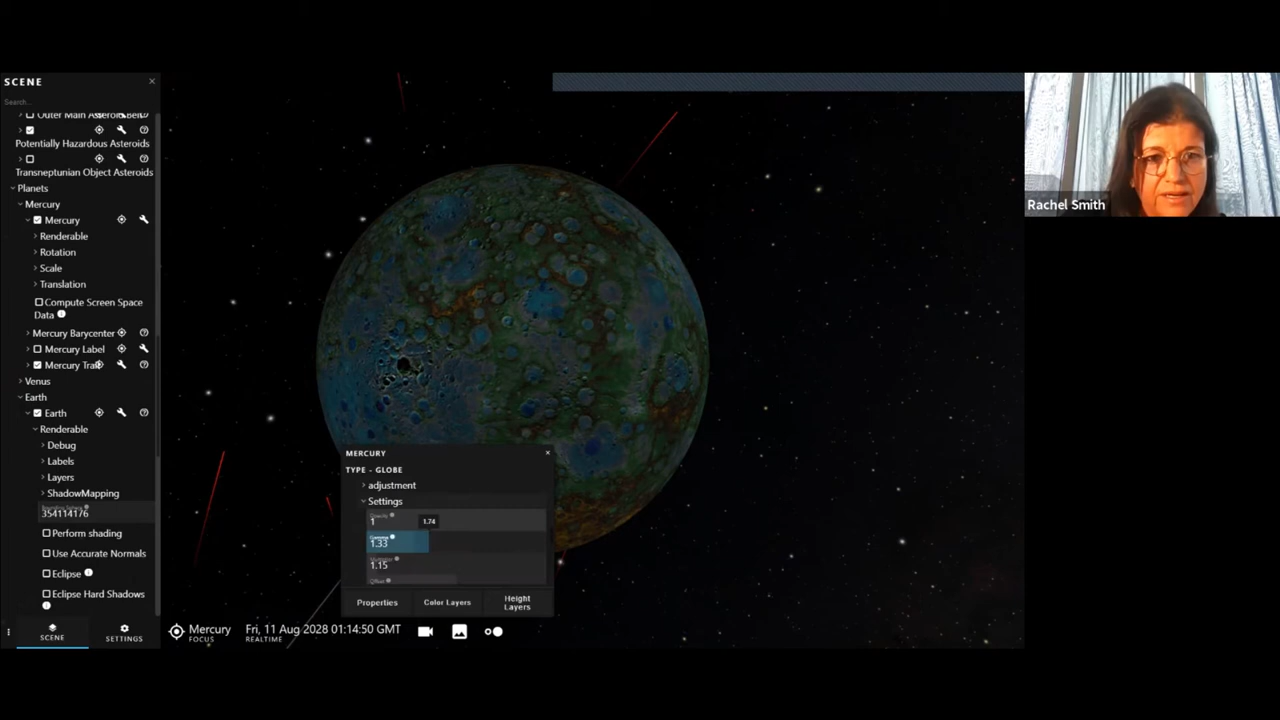 SCENE
Search...
Outer Main Asteroid Belt
Potentially Hazardous Asteroids
Transneptunian Object Asteroids
Planets
Mercury
Mercury
Renderable
Rotation
Scale
Translation
Compute Screen Space
Data
Mercury Barycenter
Mercury Label
Mercury Trail
Venus
Earth
Earth
Renderable
Debug
Labels
Layers
ShadowMapping
354114176
Perform shading
Use Accurate Normals
Eclipse
Eclipse Hard Shadows
SCENE
SETTINGS
MERCURY
TYPE - GLOBE
adjustment
Settings
Opacity
1
1.74
Gamma
1.33
Multiplier
1.15
Offset
Properties
Color Layers
Height
Layers
Mercury
FOCUS
Fri, 11 Aug 2028 01:14:50 GMT
REALTIME
Rachel Smith